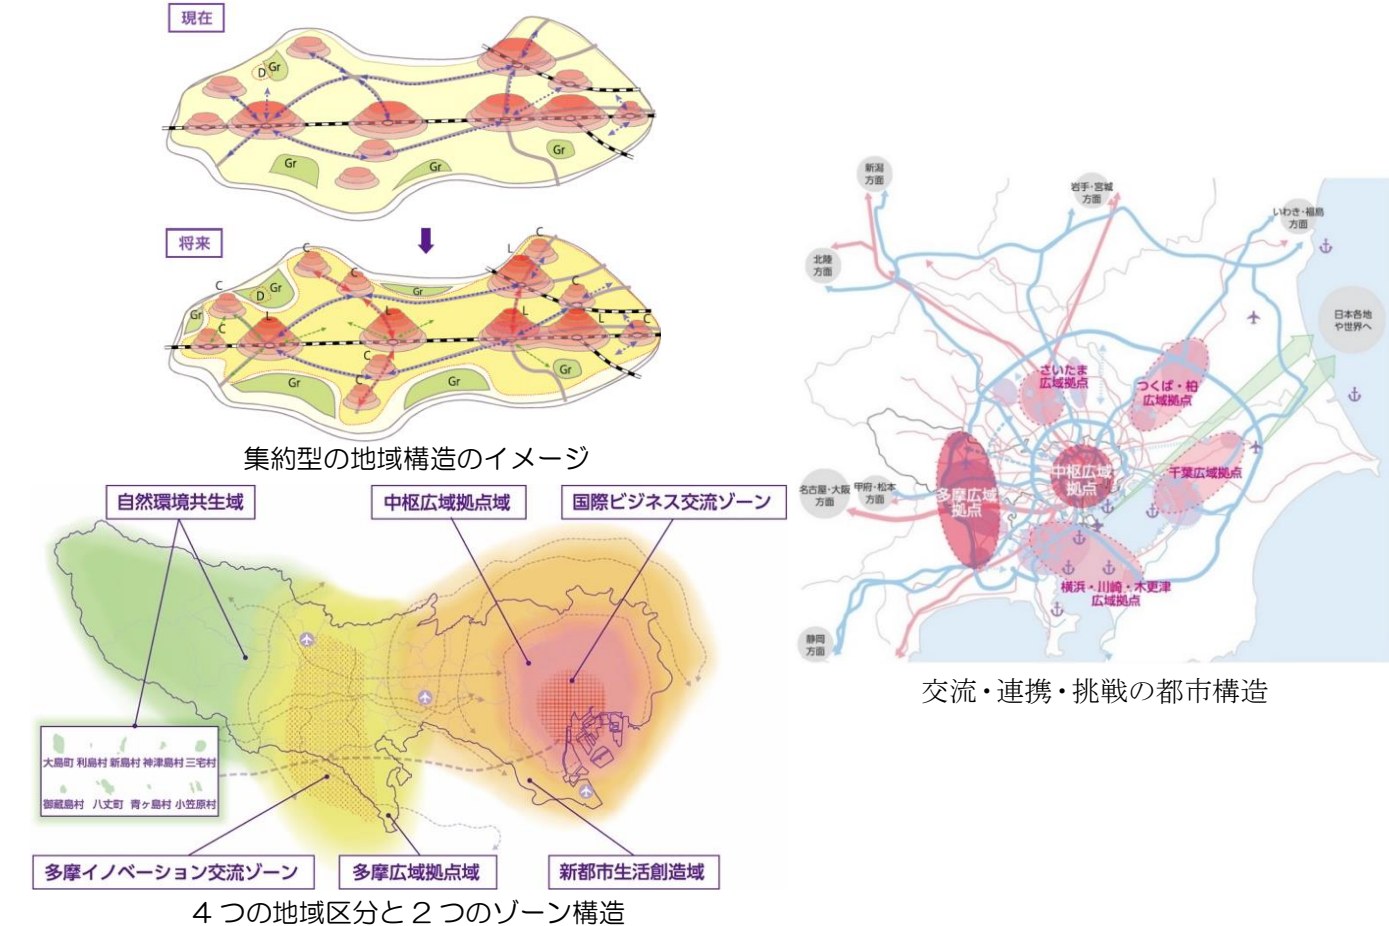 現在
D
Gr
Gr
Gr
Gr
将来
C
L
C
C
C
C
D
Gr
Gr
Gr
L
L
L
L
C
C
C
C
Gr
Gr
Gr
集約型の地域構造のイメージ
自然環境共生域
中枢広域拠点域
国際ビジネス交流ゾーン
大島町 利島村 新島村 神津島村 三宅村
御蔵島村 八丈町 青ヶ島村 小笠原村
多摩イノベーション交流ゾーン
多摩広域拠点域
新都市生活創造域
4つの地域区分と2つのゾーン構造
新潟
方面
岩手・宮城
方面
いわき・福島
方面
北陸
方面
日本各地
や世界へ
さいたま
広域拠点
つくば・柏
広域拠点
中枢広域
拠点
千葉広域拠点
名古屋・大阪
方面
甲府・松本
方面
多摩広域
拠点
横浜・川崎・木更津
広域拠点
静岡
方面
交流・連携・挑戦の都市構造